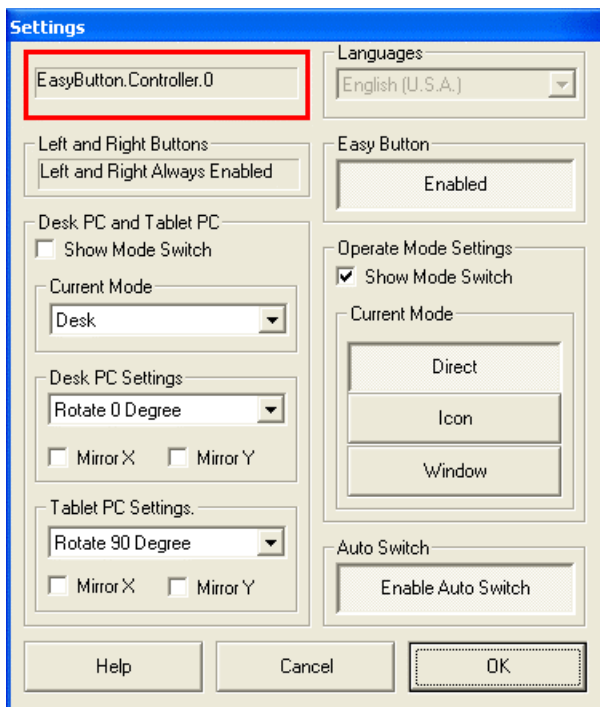 Settings
EasyButton.Controller.0
Left and Right Buttons
Left and Right Always Enabled
Desk PC and Tablet PC
Show Mode Switch
Current Mode
Desk
Desk PC Settings
Rotate 0 Degree
Mirror X Mirror Y
Tablet PC Settings.
Rotate 90 Degree
Mirror X Mirror Y
Languages
English (U.S.A.)
Easy Button
Enabled
Operate Mode Settings
Show Mode Switch
Current Mode
Direct
Icon
Window
Auto Switch
Enable Auto Switch
Help Cancel OK